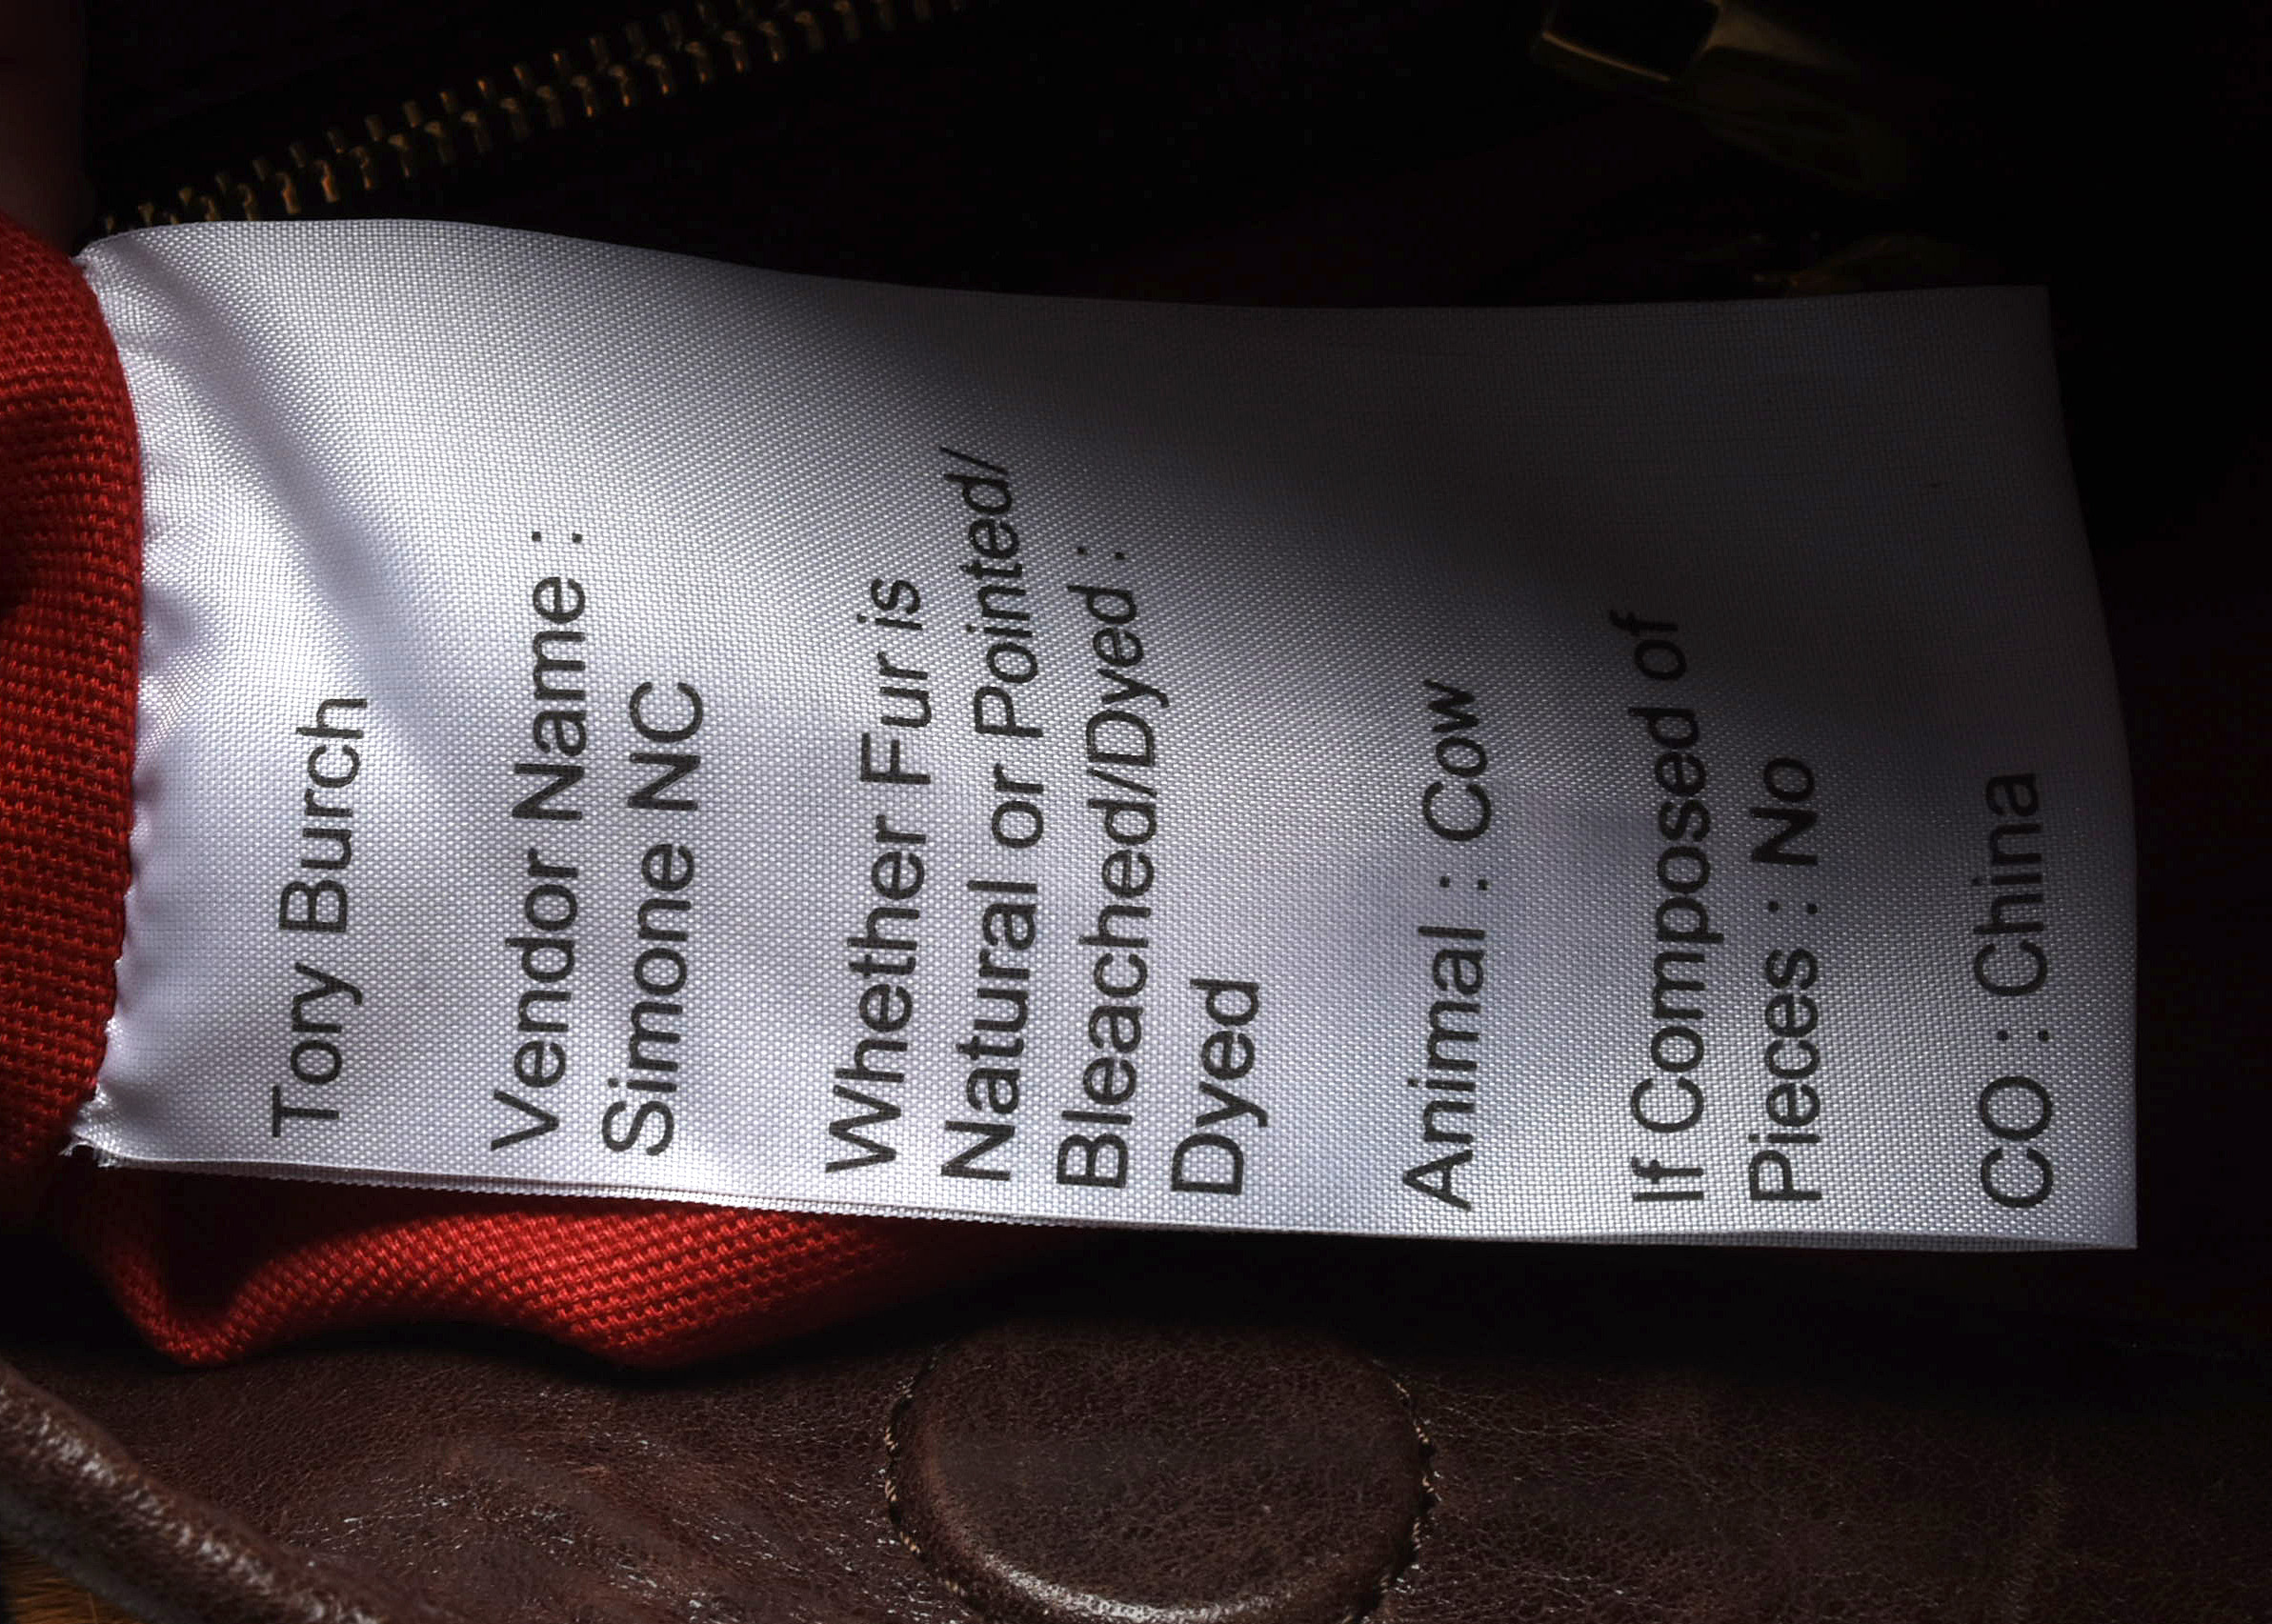 Tory Burch
Vendor Name :
Simone NC
Whether Fur is
Natural or Pointed/
Bleached/Dyed :
Dyed
Animal : Cow
If Composed of
Pieces : No
CO : China